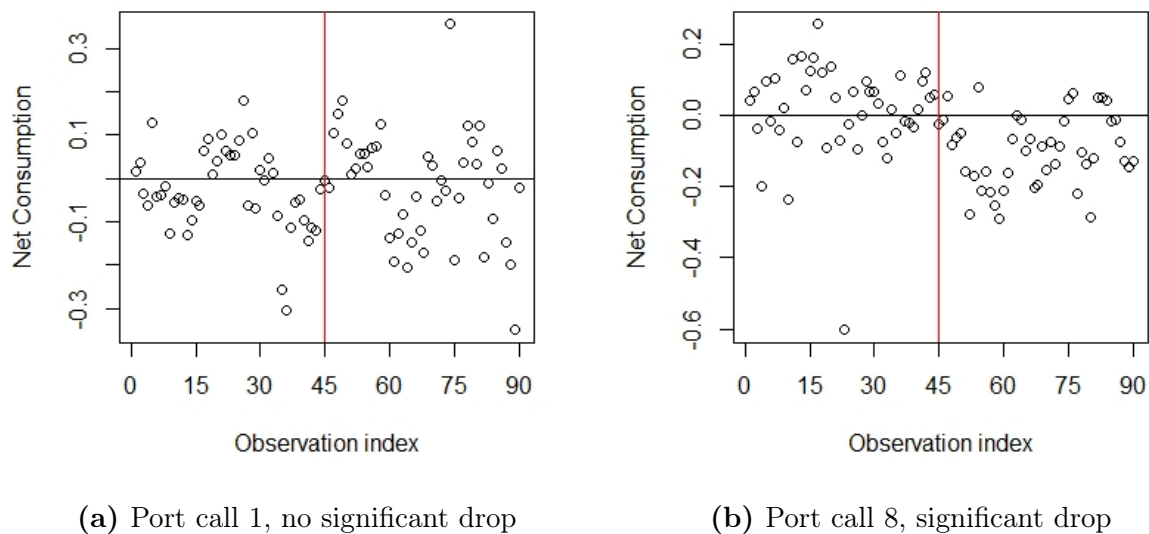 0.3
0.1
-0.1
-0.3
Net Consumption
0 15 30 45 60 75 90
Observation index
(a) Port call 1, no significant drop
0.2
0.0
-0.2
-0.4
-0.6
Net Consumption
0 15 30 45 60 75 90
Observation index
(b) Port call 8, significant drop